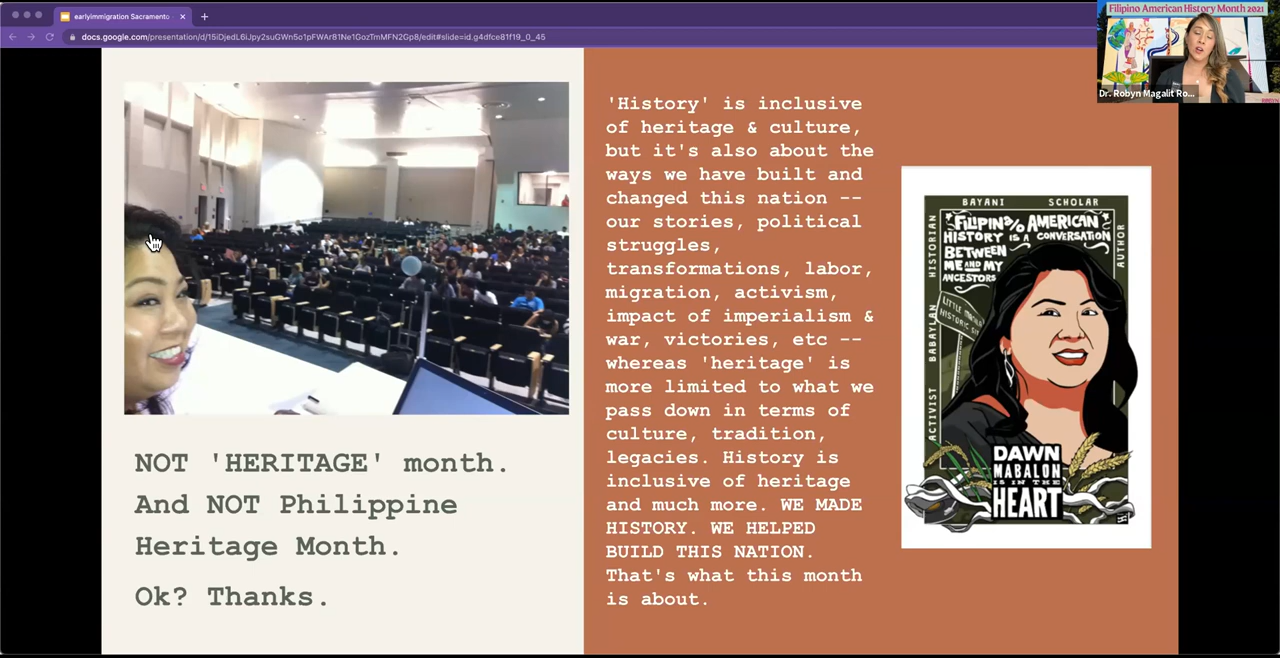 earlyimmigration Sacramento
docs.google.com/presentation/d/15iDjedL6iJpy2suGWn5o1pFWAr81Ne1GozTmMFN2Gp8/edit#slide=id.g4dfce81f19_0_45
Filipino American History Month 2021
Dr. Robyn Magalit Ro...
NOT 'HERITAGE' month.
And NOT Philippine
Heritage Month.
Ok? Thanks.
'History' is inclusive
of heritage & culture,
but it's also about the
ways we have built and
changed this nation --
our stories, political
struggles,
transformations, labor,
migration, activism,
impact of imperialism &
war, victories, etc --
whereas 'heritage' is
more limited to what we
pass down in terms of
culture, tradition,
legacies. History is
inclusive of heritage
and much more. WE MADE
HISTORY. WE HELPED
BUILD THIS NATION.
That's what this month
is about.
BAYANI SCHOLAR
HISTORIAN
BABAYLAN
ACTIVIST
AUTHOR
FILIPINA/O AMERICAN
HISTORY IS A CONVERSATION
BETWEEN
ME AND MY
ANCESTORS
LITTLE MANILA
HISTORIC
DAWN
MABALON
IS IN THE
HEART